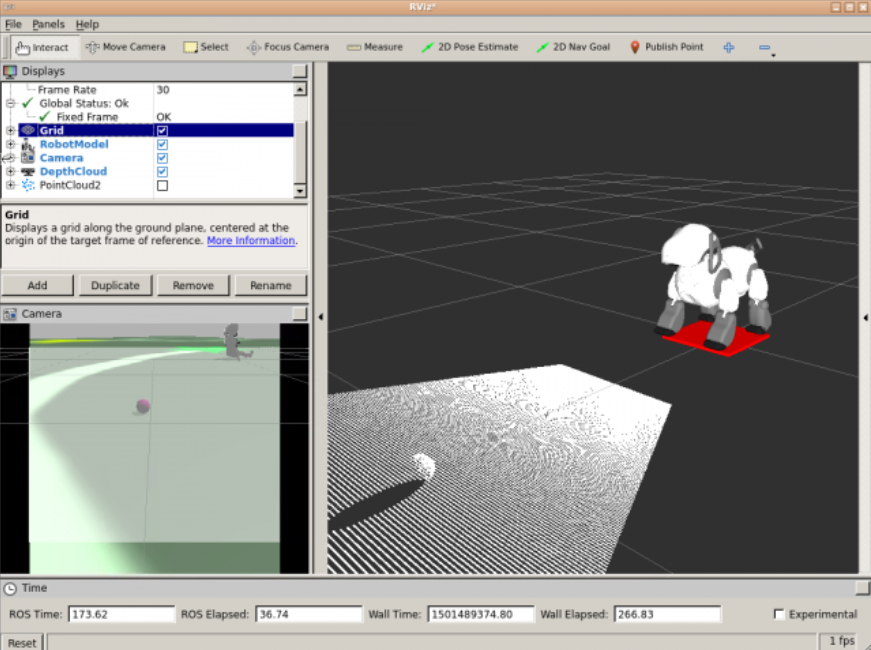 RViz*
File Panels Help
Interact Move Camera Select Focus Camera Measure 2D Pose Estimate 2D Nav Goal Publish Point
Displays
Frame Rate 30
Global Status: Ok
Fixed Frame OK
Grid
RobotModel
Camera
DepthCloud
PointCloud2
Grid
Displays a grid along the ground plane, centered at the
origin of the target frame of reference. More Information.
Add Duplicate Remove Rename
Camera
Time
ROS Time: 173.62 ROS Elapsed: 36.74 Wall Time: 1501489374.80 Wall Elapsed: 266.83 Experimental
Reset 1 fps